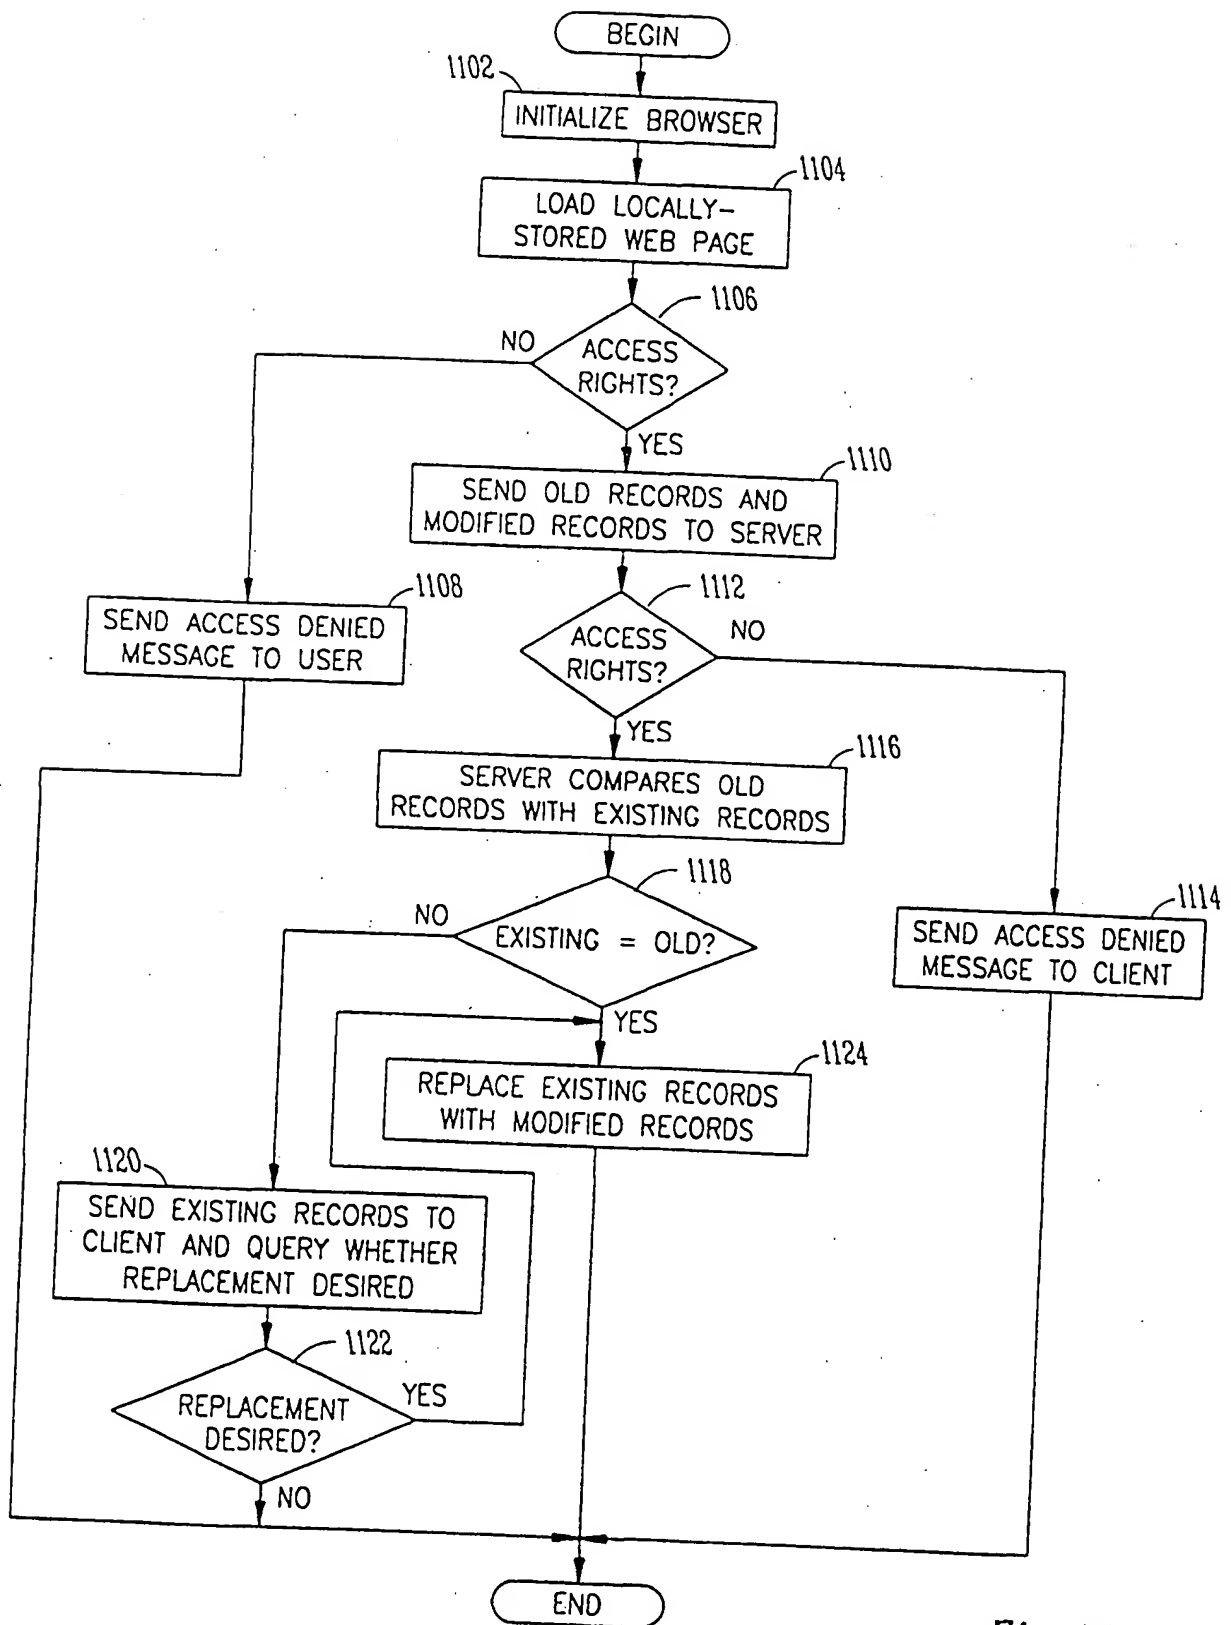 BEGIN
1102
INITIALIZE BROWSER
1104
LOAD LOCALLY-
STORED WEB PAGE
1106
NO
ACCESS
RIGHTS?
YES
1110
SEND OLD RECORDS AND
MODIFIED RECORDS TO SERVER
1108
SEND ACCESS DENIED
MESSAGE TO USER
1112
ACCESS
RIGHTS?
NO
YES
1116
SERVER COMPARES OLD
RECORDS WITH EXISTING RECORDS
1118
NO
EXISTING = OLD?
1114
SEND ACCESS DENIED
MESSAGE TO CLIENT
YES
1124
REPLACE EXISTING RECORDS
WITH MODIFIED RECORDS
1120
SEND EXISTING RECORDS TO
CLIENT AND QUERY WHETHER
REPLACEMENT DESIRED
1122
YES
REPLACEMENT
DESIRED?
NO
END